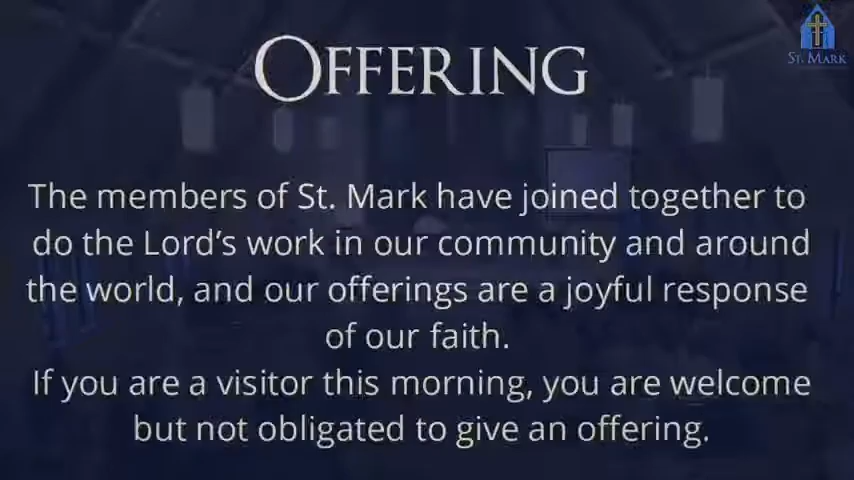 OFFERING
ST. MARK
The members of St. Mark have joined together to
do the Lord's work in our community and around
the world, and our offerings are a joyful response
of our faith.
If you are a visitor this morning, you are welcome
but not obligated to give an offering.